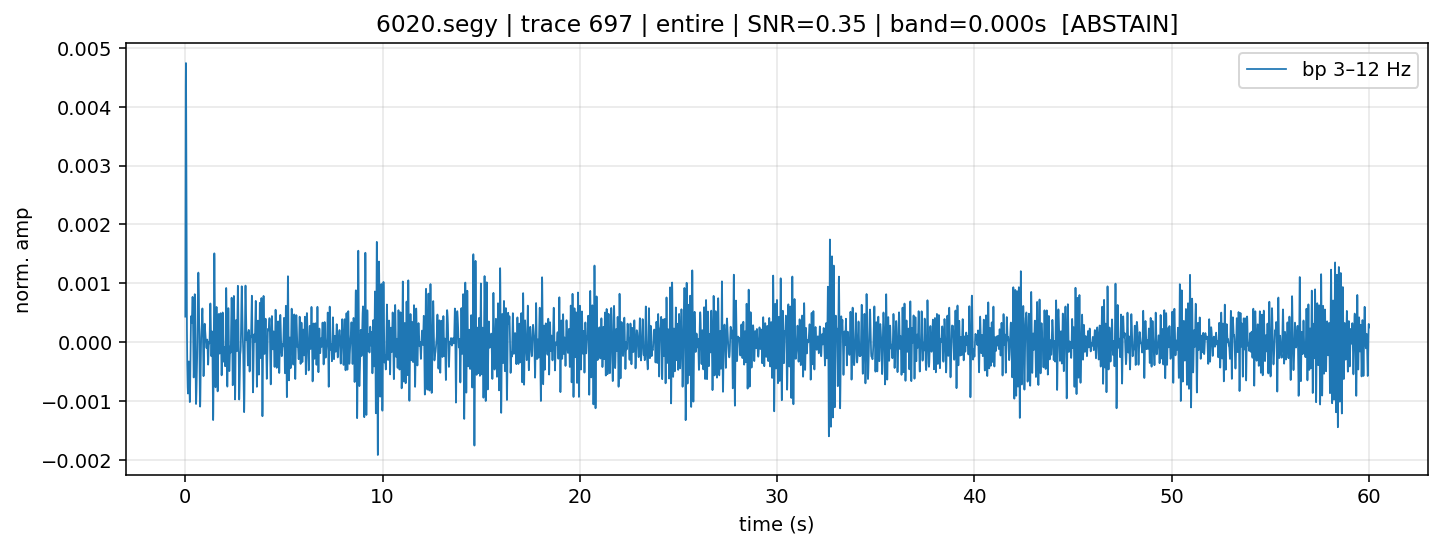 6020.segy | trace 697 | entire | SNR=0.35 | band=0.000s [ABSTAIN]
bp 3–12 Hz
norm. amp
0.005
0.004
0.003
0.002
0.001
0.000
−0.001
−0.002
0 10 20 30 40 50 60
time (s)